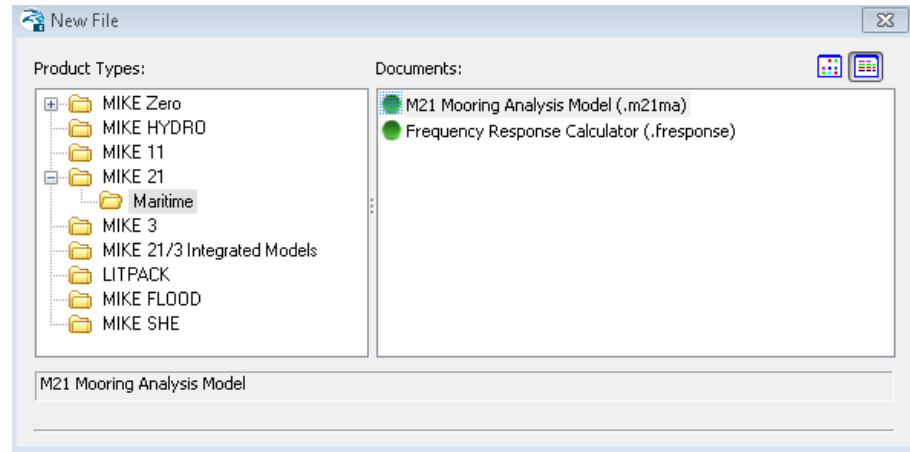 New File
Product Types:
Documents:
MIKE Zero
MIKE HYDRO
MIKE 11
MIKE 21
Maritime
MIKE 3
MIKE 21/3 Integrated Models
LITPACK
MIKE FLOOD
MIKE SHE
M21 Mooring Analysis Model (.m21ma)
Frequency Response Calculator (.fresponse)
M21 Mooring Analysis Model